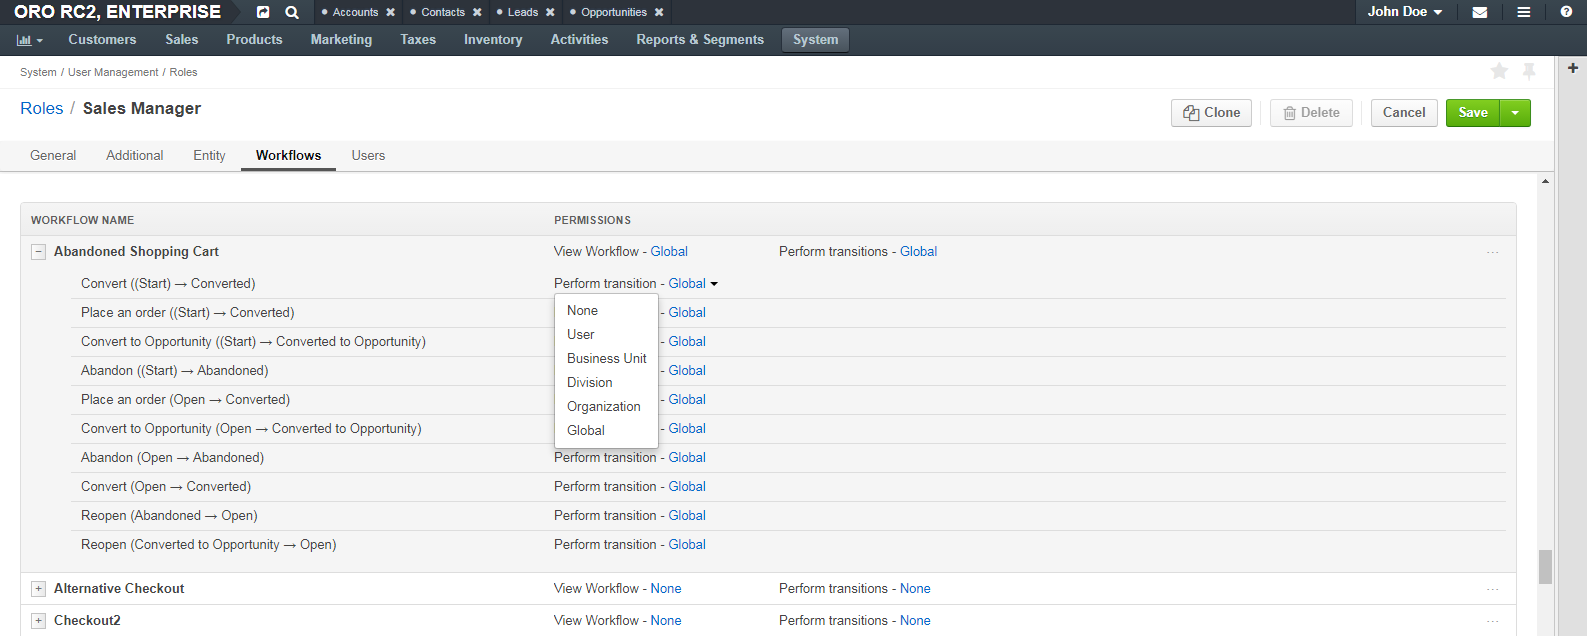 ORO RC2, ENTERPRISE
• Accounts ✖ • Contacts ✖ • Leads ✖ • Opportunities ✖
John Doe
Customers Sales Products Marketing Taxes Inventory Activities Reports & Segments System
System / User Management / Roles
Roles / Sales Manager
Clone Delete Cancel Save
General Additional Entity Workflows Users
WORKFLOW NAME PERMISSIONS
Abandoned Shopping Cart View Workflow - Global Perform transitions - Global ...
Convert ((Start) → Converted) Perform transition - Global
Place an order ((Start) → Converted) - Global
Convert to Opportunity ((Start) → Converted to Opportunity) - Global
Abandon ((Start) → Abandoned) - Global
Place an order (Open → Converted) - Global
Convert to Opportunity (Open → Converted to Opportunity) - Global
None
User
Business Unit
Division
Organization
Global
Abandon (Open → Abandoned) Perform transition - Global
Convert (Open → Converted) Perform transition - Global
Reopen (Abandoned → Open) Perform transition - Global
Reopen (Converted to Opportunity → Open) Perform transition - Global
Alternative Checkout View Workflow - None Perform transitions - None ...
Checkout2 View Workflow - None Perform transitions - None ...